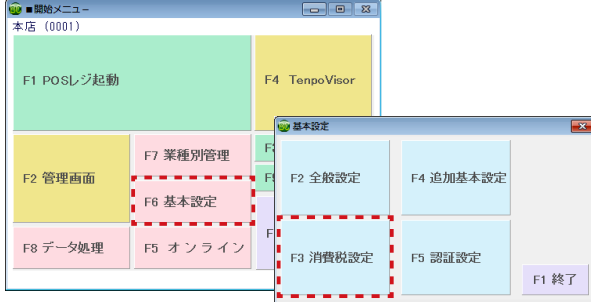 ■開始メニュー
本店 (0001)
F1 POSレジ起動
F4 TenpoVisor
F2 管理画面
F7 業種別管理
F6 基本設定
F8 データ処理
F5 オンライン
基本設定
F2 全般設定
F4 追加基本設定
F3 消費税設定
F5 認証設定
F1 終了